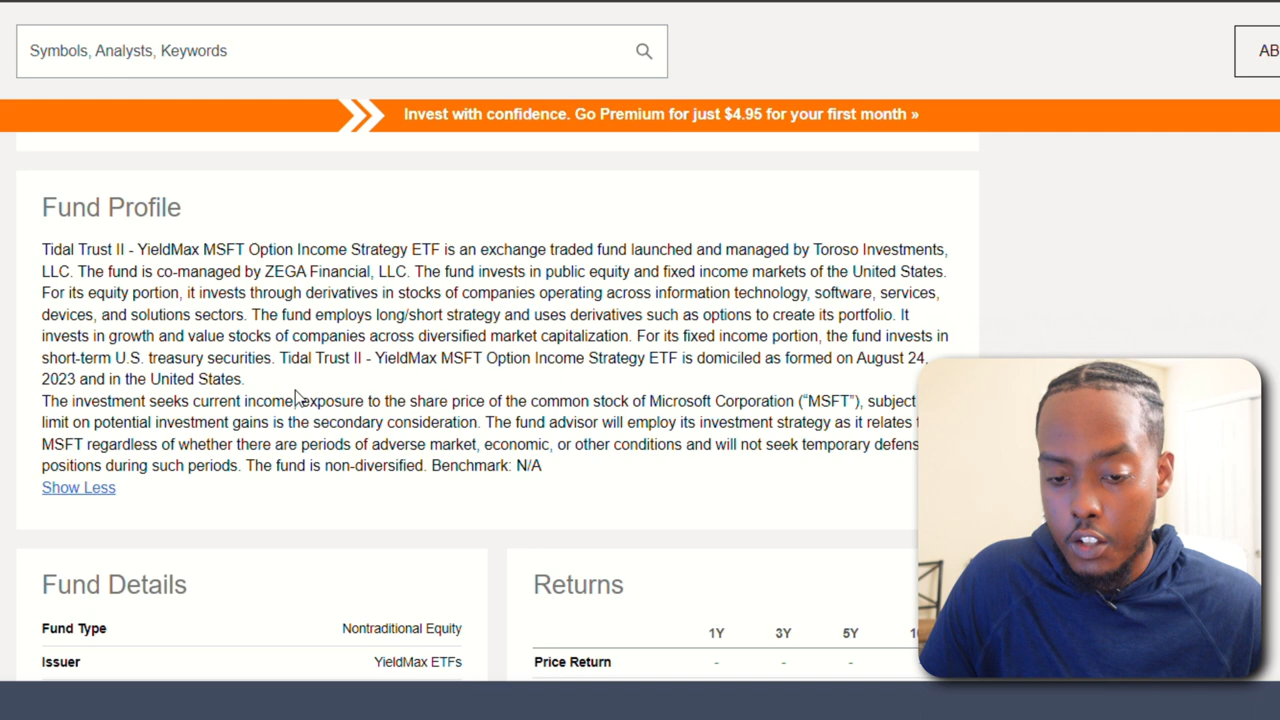 Symbols, Analysts, Keywords
AB
Invest with confidence. Go Premium for just $4.95 for your first month »
Fund Profile
Tidal Trust II - YieldMax MSFT Option Income Strategy ETF is an exchange traded fund launched and managed by Toroso Investments,
LLC. The fund is co-managed by ZEGA Financial, LLC. The fund invests in public equity and fixed income markets of the United States.
For its equity portion, it invests through derivatives in stocks of companies operating across information technology, software, services,
devices, and solutions sectors. The fund employs long/short strategy and uses derivatives such as options to create its portfolio. It
invests in growth and value stocks of companies across diversified market capitalization. For its fixed income portion, the fund invests in
short-term U.S. treasury securities. Tidal Trust II - YieldMax MSFT Option Income Strategy ETF is domiciled as formed on August 24,
2023 and in the United States.
The investment seeks current income, exposure to the share price of the common stock of Microsoft Corporation (“MSFT”), subject
limit on potential investment gains is the secondary consideration. The fund advisor will employ its investment strategy as it relates
MSFT regardless of whether there are periods of adverse market, economic, or other conditions and will not seek temporary defens
positions during such periods. The fund is non-diversified. Benchmark: N/A
Show Less
Fund Details
Fund Type Nontraditional Equity
Issuer YieldMax ETFs
Returns
1Y 3Y 5Y
Price Return - - -